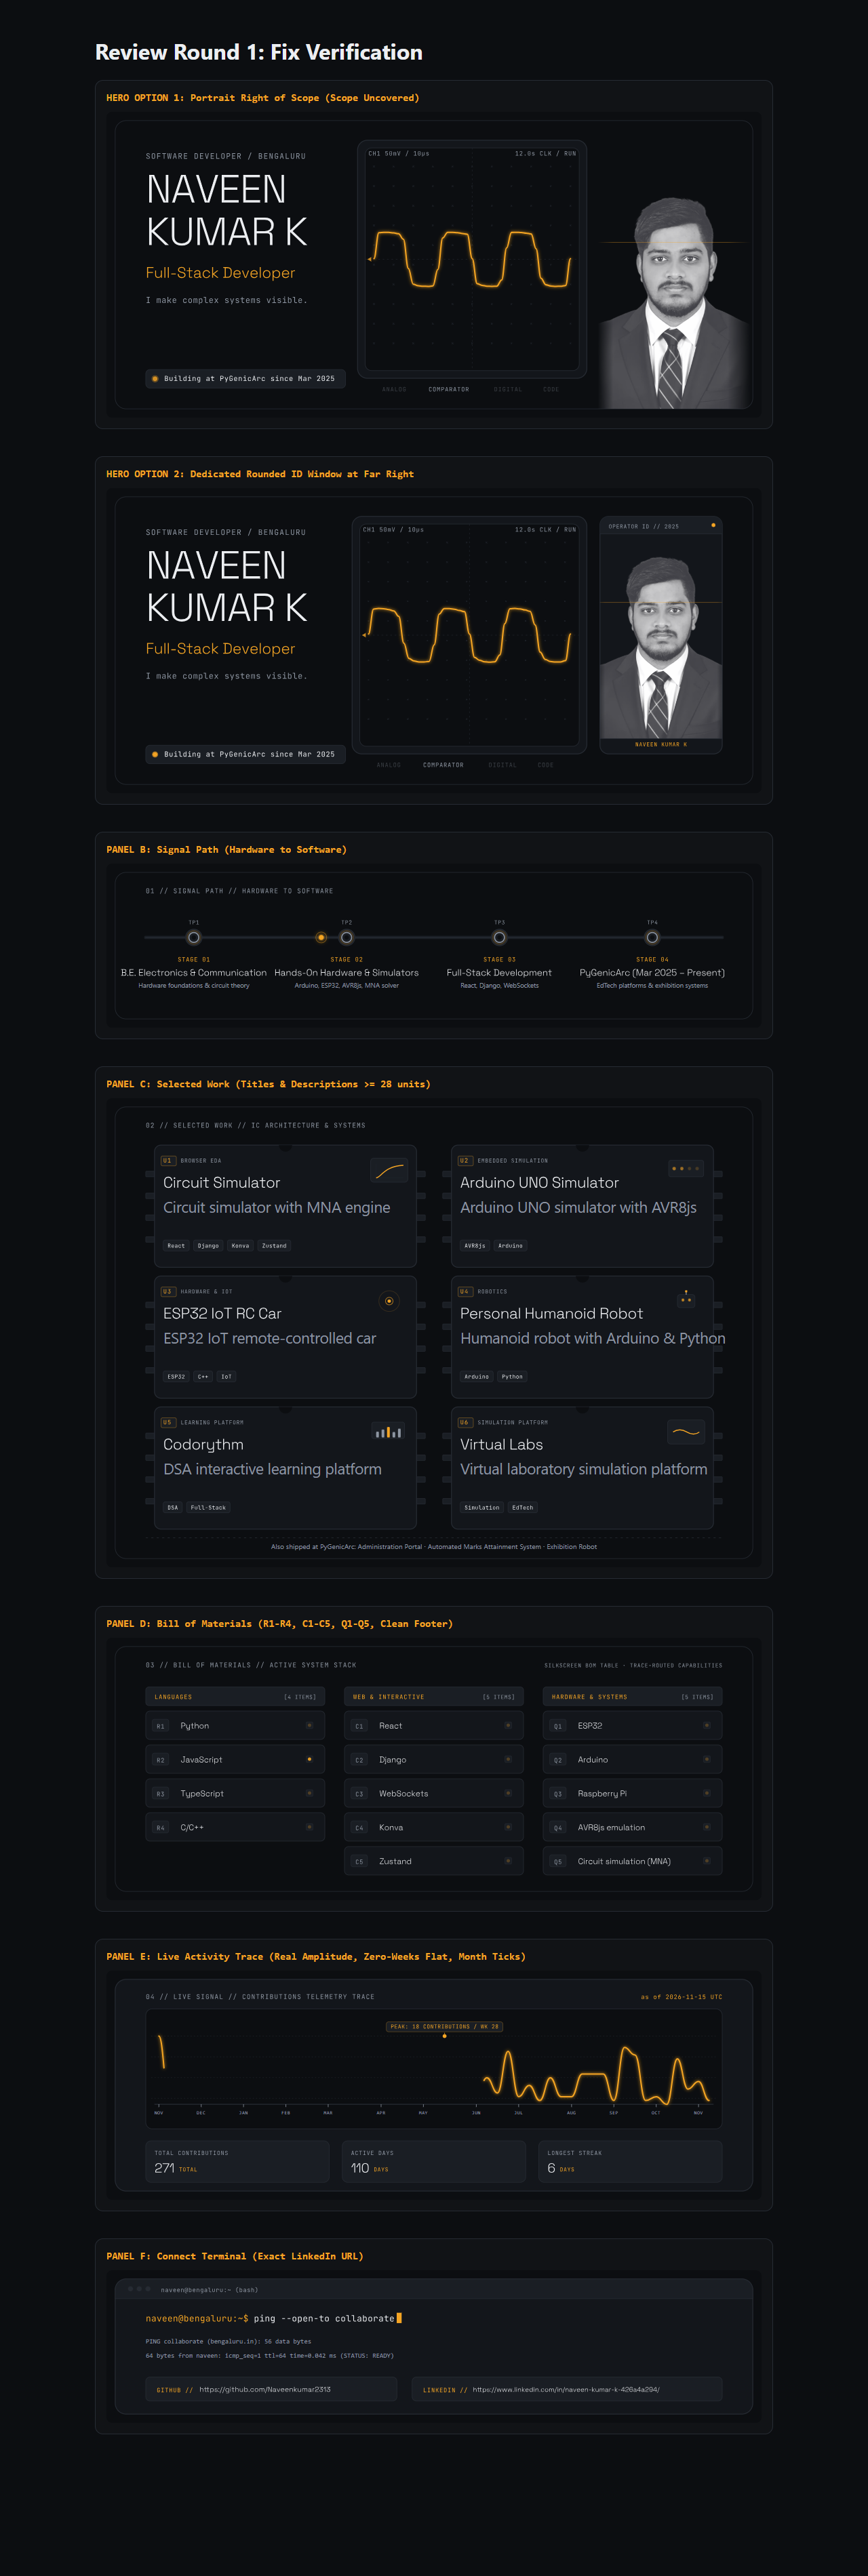 Review Round 1: Fix Verification
HERO OPTION 1: Portrait Right of Scope (Scope Uncovered)
SOFTWARE DEVELOPER / BENGALURU
NAVEEN
KUMAR K
Full-Stack Developer
I make complex systems visible.
Building at PyGenicArc since Mar 2025
CH1 50mV / 10µs
12.0s CLK / RUN
ANALOG
COMPARATOR
DIGITAL
CODE
HERO OPTION 2: Dedicated Rounded ID Window at Far Right
SOFTWARE DEVELOPER / BENGALURU
NAVEEN
KUMAR K
Full-Stack Developer
I make complex systems visible.
Building at PyGenicArc since Mar 2025
CH1 50mV / 10µs
12.0s CLK / RUN
ANALOG
COMPARATOR
DIGITAL
CODE
OPERATOR ID // 2025
NAVEEN KUMAR K
PANEL B: Signal Path (Hardware to Software)
01 // SIGNAL PATH // HARDWARE TO SOFTWARE
TP1
TP2
TP3
TP4
STAGE 01
STAGE 02
STAGE 03
STAGE 04
B.E. Electronics & Communication
Hands-On Hardware & Simulators
Full-Stack Development
PyGenicArc (Mar 2025 – Present)
Hardware foundations & circuit theory
Arduino, ESP32, AVR8js, MNA solver
React, Django, WebSockets
EdTech platforms & exhibition systems
PANEL C: Selected Work (Titles & Descriptions >= 28 units)
02 // SELECTED WORK // IC ARCHITECTURE & SYSTEMS
U1 BROWSER EDA
Circuit Simulator
Circuit simulator with MNA engine
React Django Konva Zustand
U2 EMBEDDED SIMULATION
Arduino UNO Simulator
Arduino UNO simulator with AVR8js
AVR8js Arduino
U3 HARDWARE & IOT
ESP32 IoT RC Car
ESP32 IoT remote-controlled car
ESP32 C++ IoT
U4 ROBOTICS
Personal Humanoid Robot
Humanoid robot with Arduino & Python
Arduino Python
U5 LEARNING PLATFORM
Codorythm
DSA interactive learning platform
DSA Full-Stack
U6 SIMULATION PLATFORM
Virtual Labs
Virtual laboratory simulation platform
Simulation EdTech
Also shipped at PyGenicArc: Administration Portal · Automated Marks Attainment System · Exhibition Robot
PANEL D: Bill of Materials (R1-R4, C1-C5, Q1-Q5, Clean Footer)
03 // BILL OF MATERIALS // ACTIVE SYSTEM STACK
SILKSCREEN BOM TABLE · TRACE-ROUTED CAPABILITIES
LANGUAGES [4 ITEMS]
R1 Python
R2 JavaScript
R3 TypeScript
R4 C/C++
WEB & INTERACTIVE [5 ITEMS]
C1 React
C2 Django
C3 WebSockets
C4 Konva
C5 Zustand
HARDWARE & SYSTEMS [5 ITEMS]
Q1 ESP32
Q2 Arduino
Q3 Raspberry Pi
Q4 AVR8js emulation
Q5 Circuit simulation (MNA)
PANEL E: Live Activity Trace (Real Amplitude, Zero-Weeks Flat, Month Ticks)
04 // LIVE SIGNAL // CONTRIBUTIONS TELEMETRY TRACE
as of 2026-11-15 UTC
PEAK: 18 CONTRIBUTIONS / WK 28
NOV DEC JAN FEB MAR APR MAY JUN JUL AUG SEP OCT NOV
TOTAL CONTRIBUTIONS
271 TOTAL
ACTIVE DAYS
110 DAYS
LONGEST STREAK
6 DAYS
PANEL F: Connect Terminal (Exact LinkedIn URL)
naveen@bengaluru:~ (bash)
naveen@bengaluru:~$ ping --open-to collaborate
PING collaborate (bengaluru.in): 56 data bytes
64 bytes from naveen: icmp_seq=1 ttl=64 time=0.042 ms (STATUS: READY)
GITHUB // https://github.com/Naveenkumar2313
LINKEDIN // https://www.linkedin.com/in/naveen-kumar-k-426a4a294/